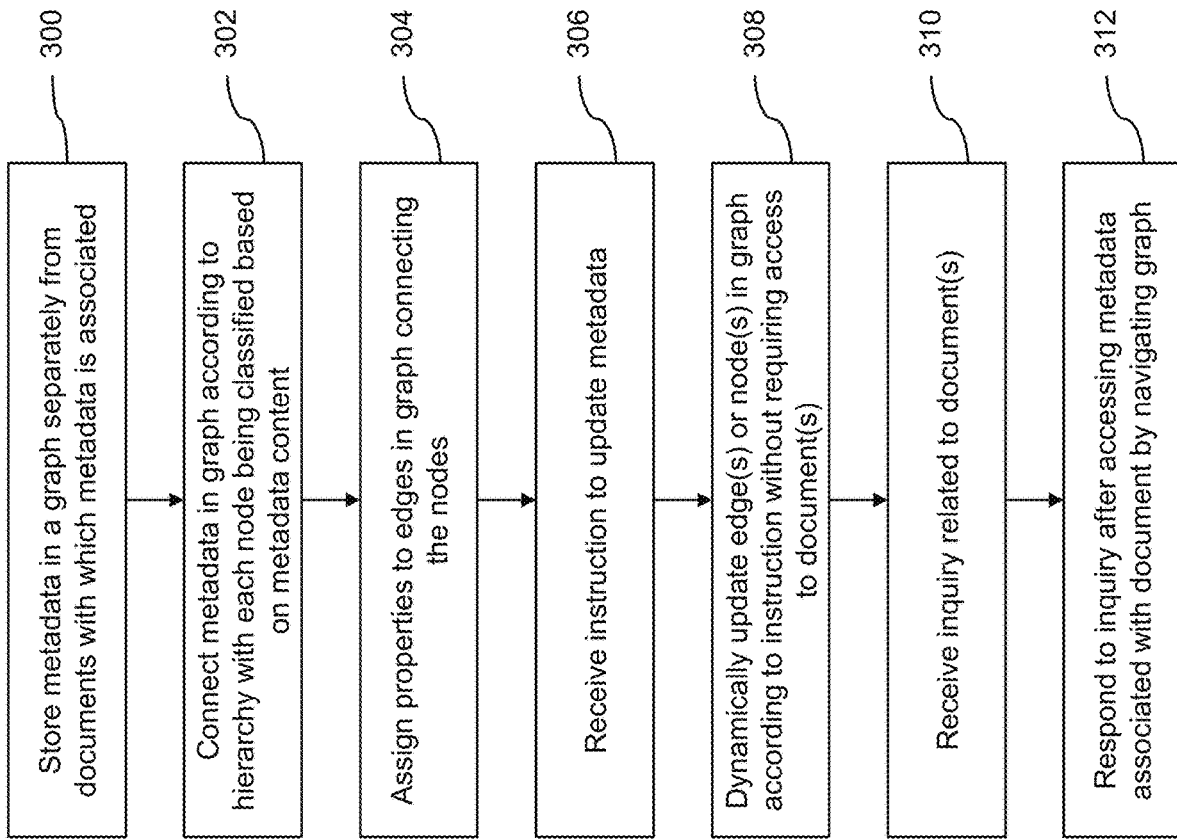 300
Store metadata in a graph separately from
documents with which metadata is associated
302
Connect metadata in graph according to
hierarchy with each node being classified based
on metadata content
304
Assign properties to edges in graph connecting
the nodes
306
Receive instruction to update metadata
308
Dynamically update edge(s) or node(s) in graph
according to instruction without requiring access
to document(s)
310
Receive inquiry related to document(s)
312
Respond to inquiry after accessing metadata
associated with document by navigating graph